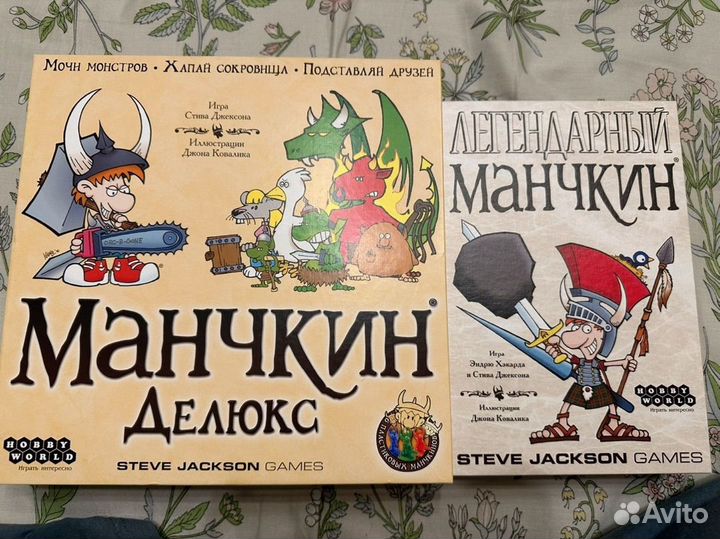 Мочи монстров • Хапай сокровища • Подставляй друзей
Игра
Стива Джексона
Иллюстрации
Джона Ковалика
Манчкин®
Делюкс
HOBBY
WORLD
Играть интересно
STEVE JACKSON GAMES
ПЛАСТИКОВЫХ МАНЧКИНОВ
ЛЕГЕНДАРНЫЙ
МАНЧКИН®
Игра
Эндрю Хэкарда
и Стива Джексона
Иллюстрации
Джона Ковалика
HOBBY
WORLD
Играть интересно
STEVE JACKSON GAMES
Avito